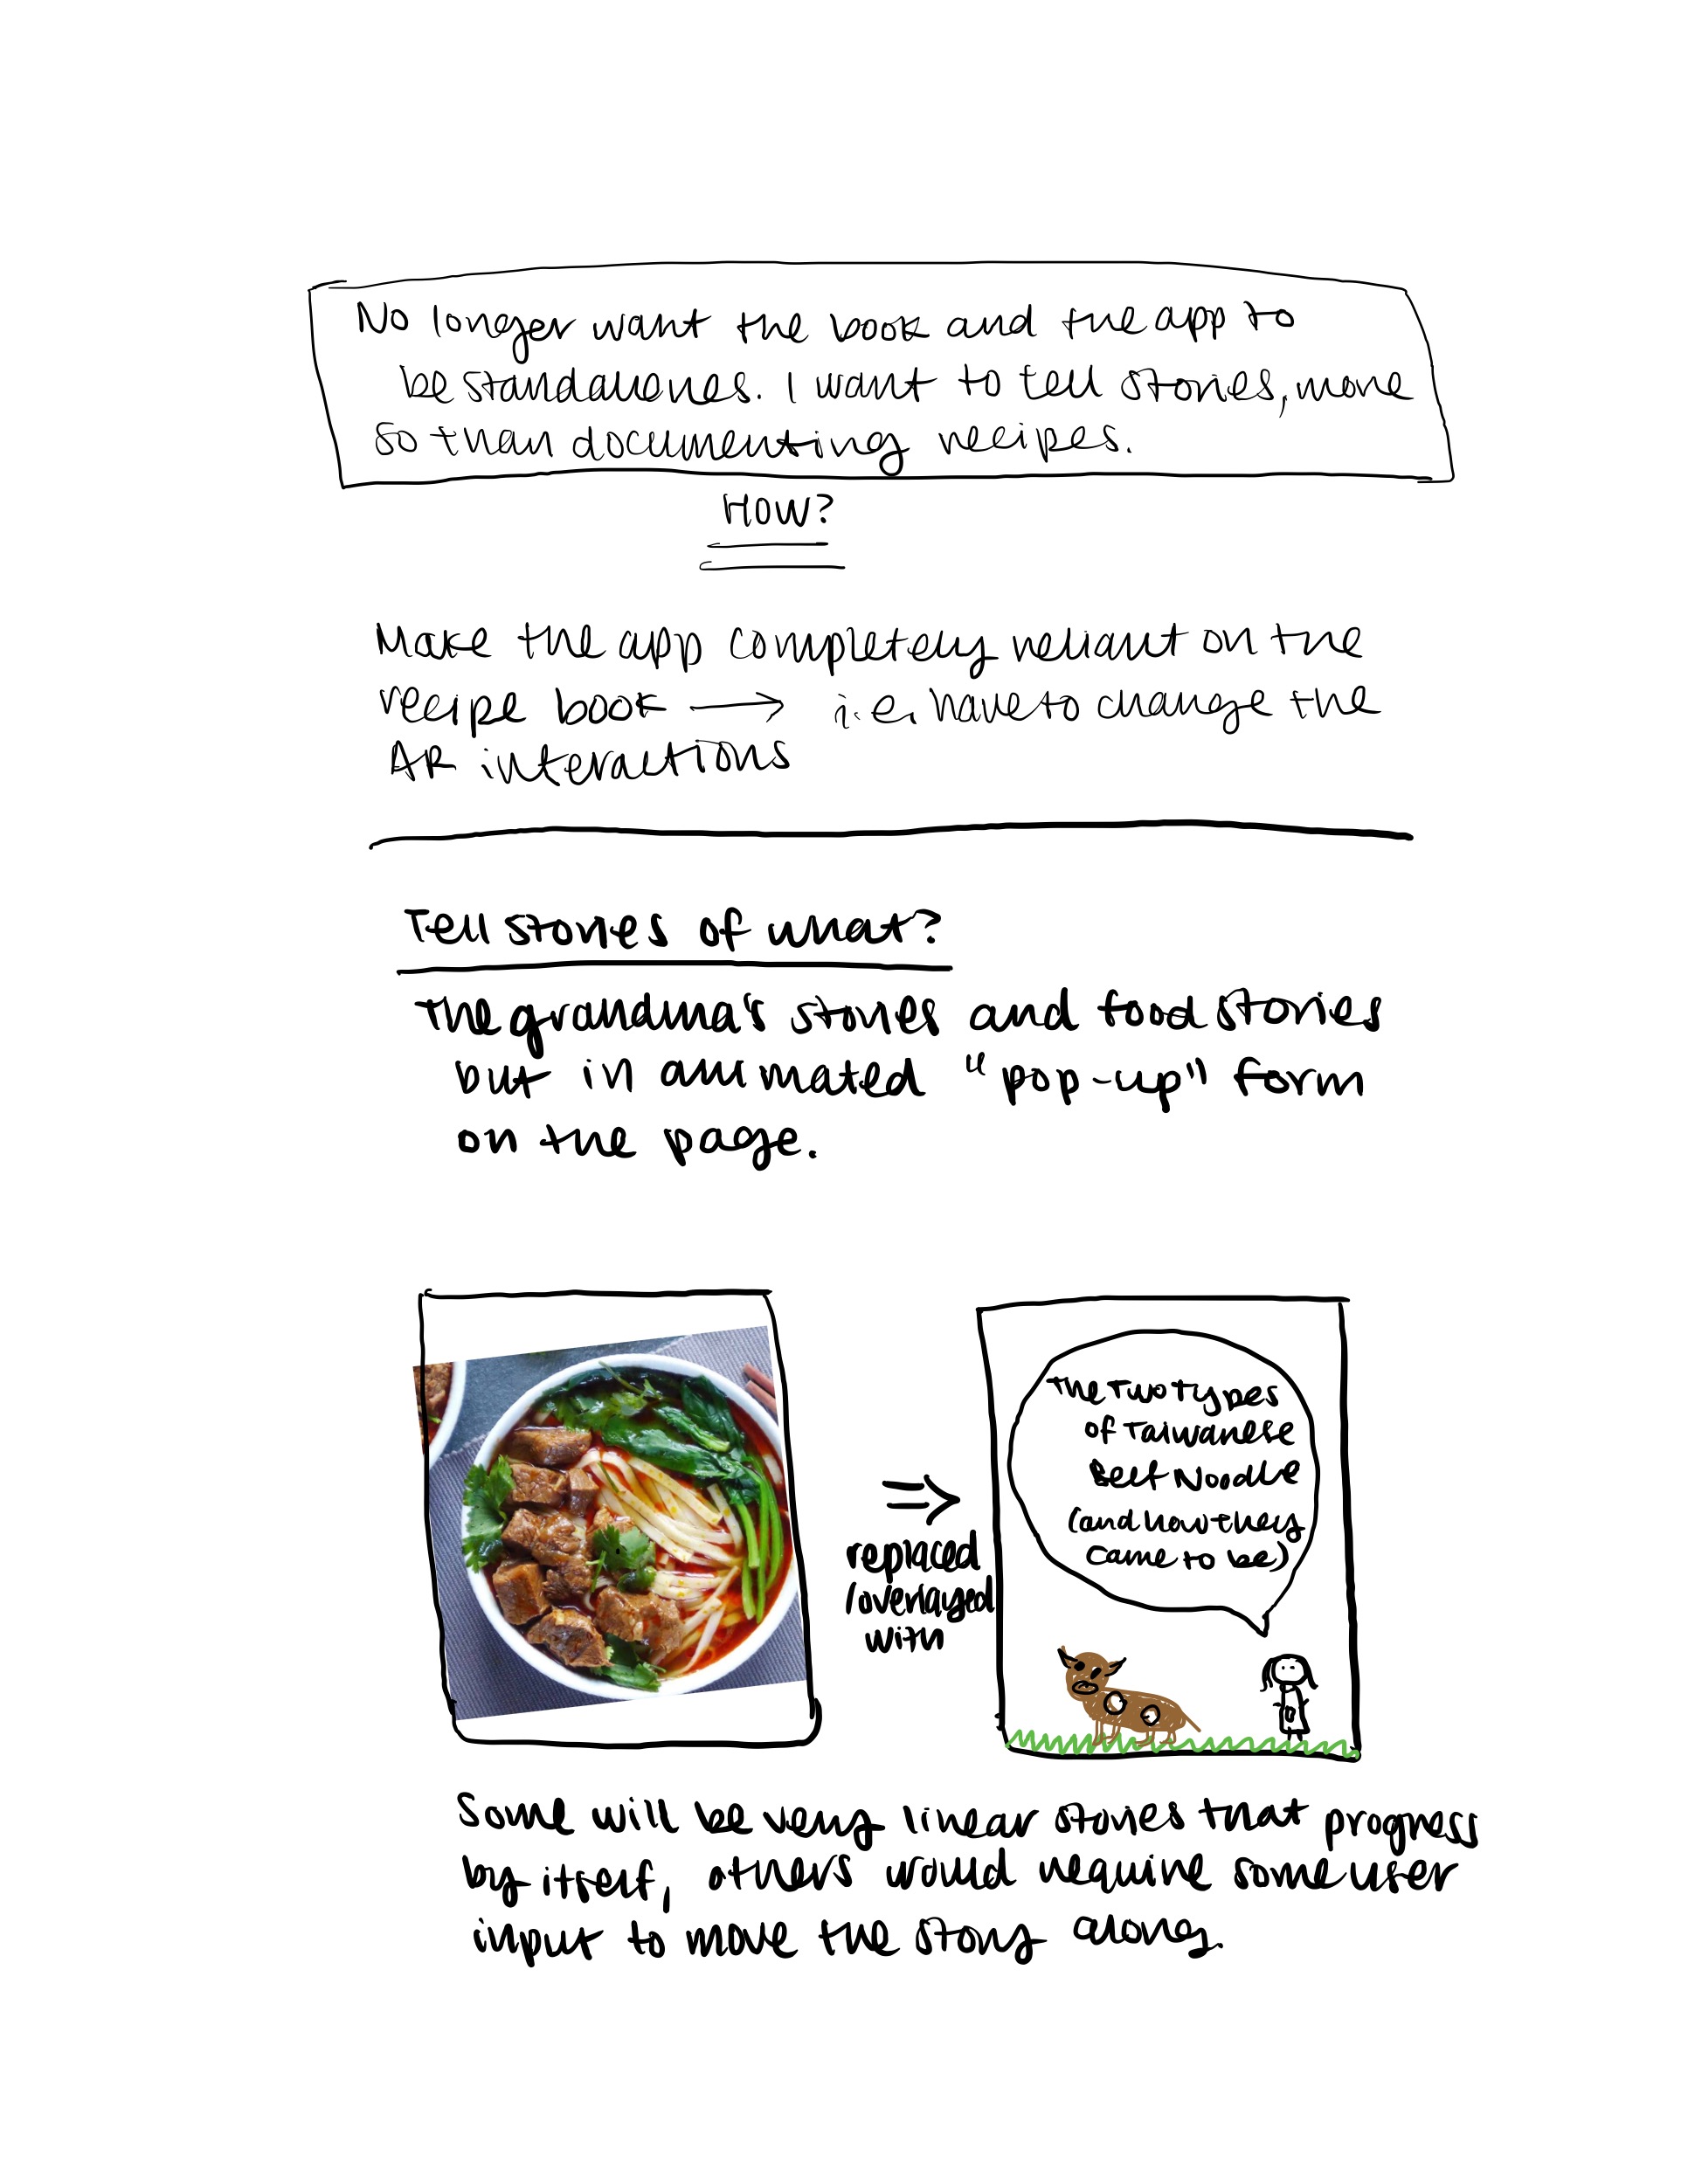 No longer want the book and the app to
be standalones. I want to tell stories, more
so than documenting recipes.
HOW?
Make the app completely reliant on the
recipe book → i.e. have to change the
AR interactions
Tell stories of what?
The grandma's stories and food stories
but in animated "pop-up" form
on the page.
The Two Types
of Taiwanese
Beef Noodle
(and how they
came to be)
⇒
replaced
/overlayed
with
Some will be very linear stories that progress
by itself, others would require some user
input to move the story along.